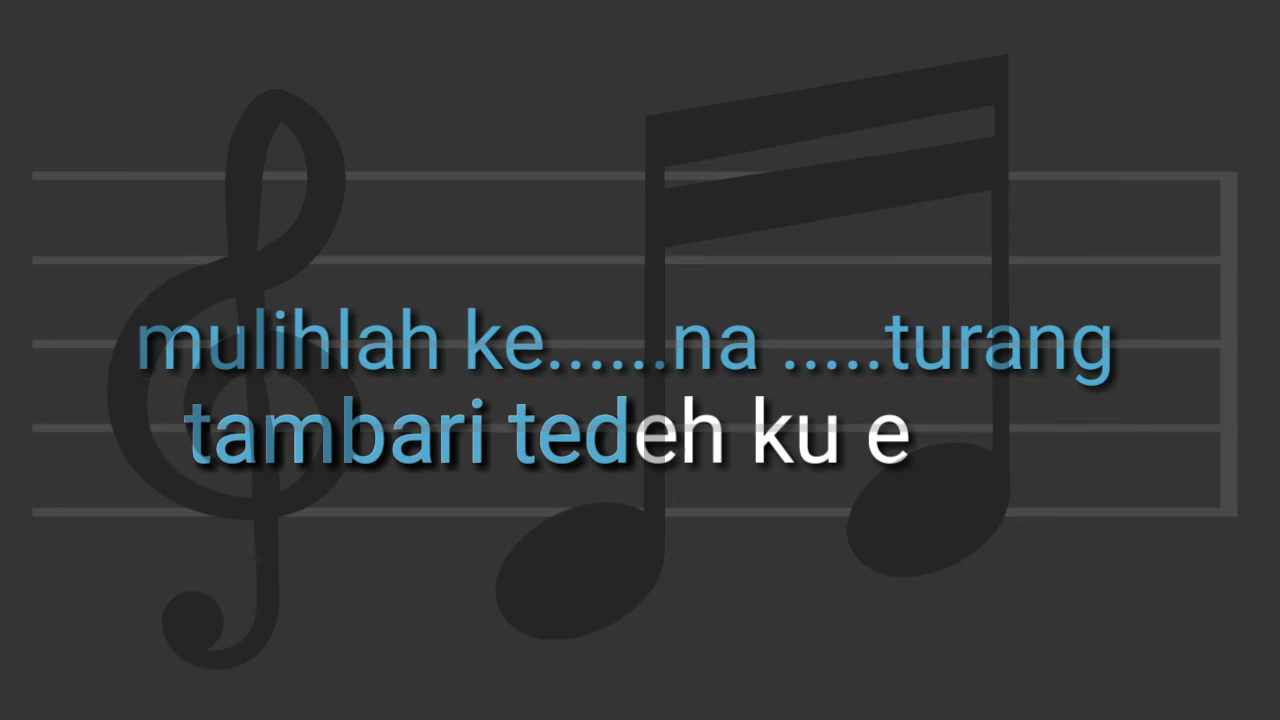 mulihlah ke......na .....turang
tambari tedeh ku e